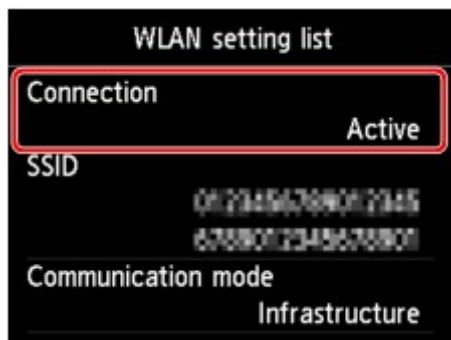 WLAN setting list
Connection
Active
SSID
Communication mode
Infrastructure